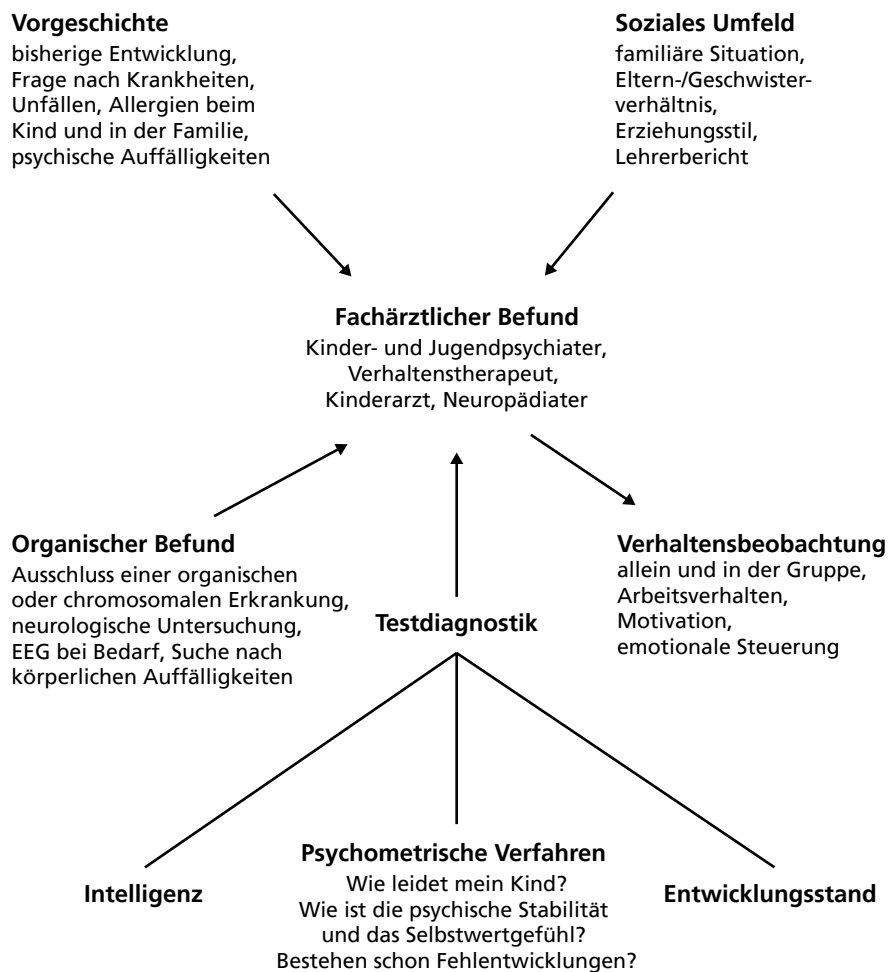 Vorgeschichte
bisherige Entwicklung,
Frage nach Krankheiten,
Unfällen, Allergien beim
Kind und in der Familie,
psychische Auffälligkeiten
Soziales Umfeld
familiäre Situation,
Eltern-/Geschwister-
verhältnis,
Erziehungsstil,
Lehrerbericht
Fachärztlicher Befund
Kinder- und Jugendpsychiater,
Verhaltenstherapeut,
Kinderarzt, Neuropädiater
Organischer Befund
Ausschluss einer organischen
oder chromosomalen Erkrankung,
neurologische Untersuchung,
EEG bei Bedarf, Suche nach
körperlichen Auffälligkeiten
Testdiagnostik
Verhaltensbeobachtung
allein und in der Gruppe,
Arbeitsverhalten,
Motivation,
emotionale Steuerung
Intelligenz
Psychometrische Verfahren
Wie leidet mein Kind?
Wie ist die psychische Stabilität
und das Selbstwertgefühl?
Bestehen schon Fehlentwicklungen?
Entwicklungsstand